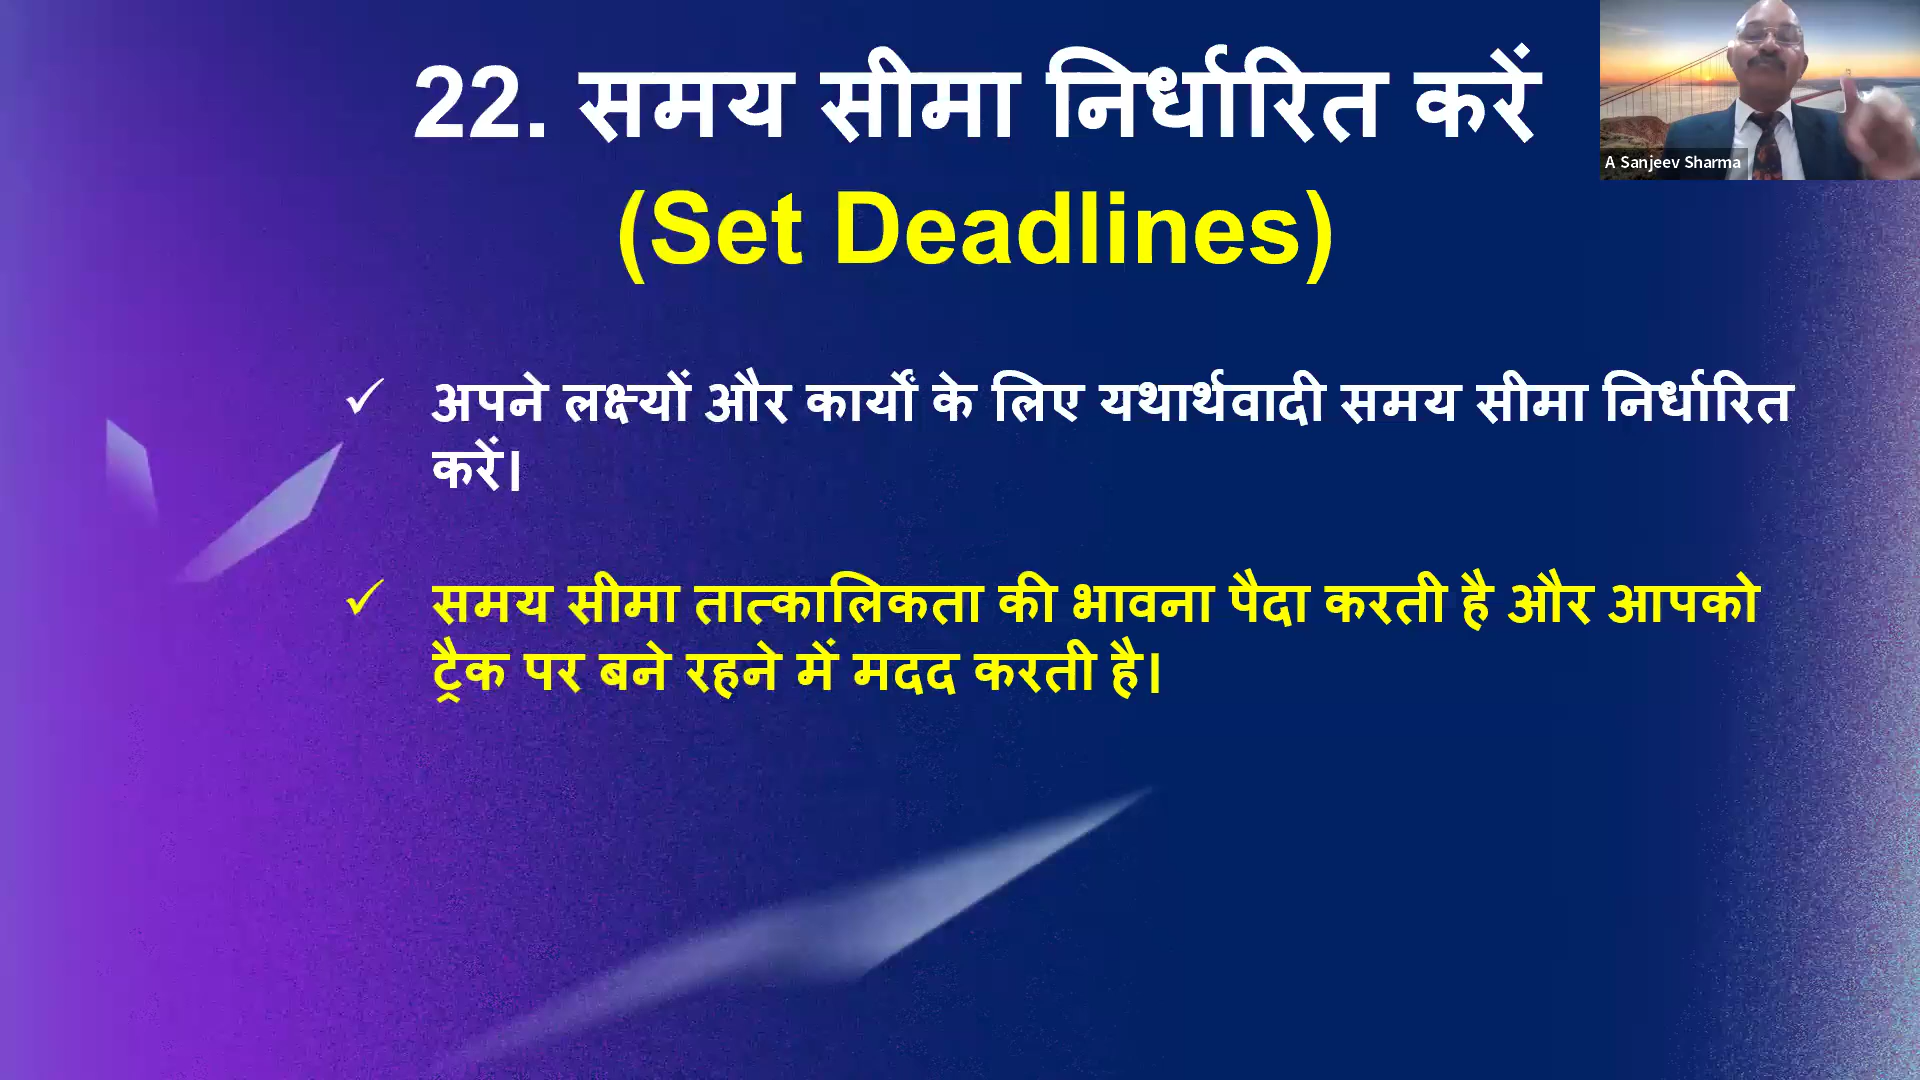 22. समय सीमा निर्धारित करें
(Set Deadlines)
A Sanjeev Sharma
✓ अपने लक्ष्यों और कार्यों के लिए यथार्थवादी समय सीमा निर्धारित
करें।
✓ समय सीमा तात्कालिकता की भावना पैदा करती है और आपको
ट्रैक पर बने रहने में मदद करती है।